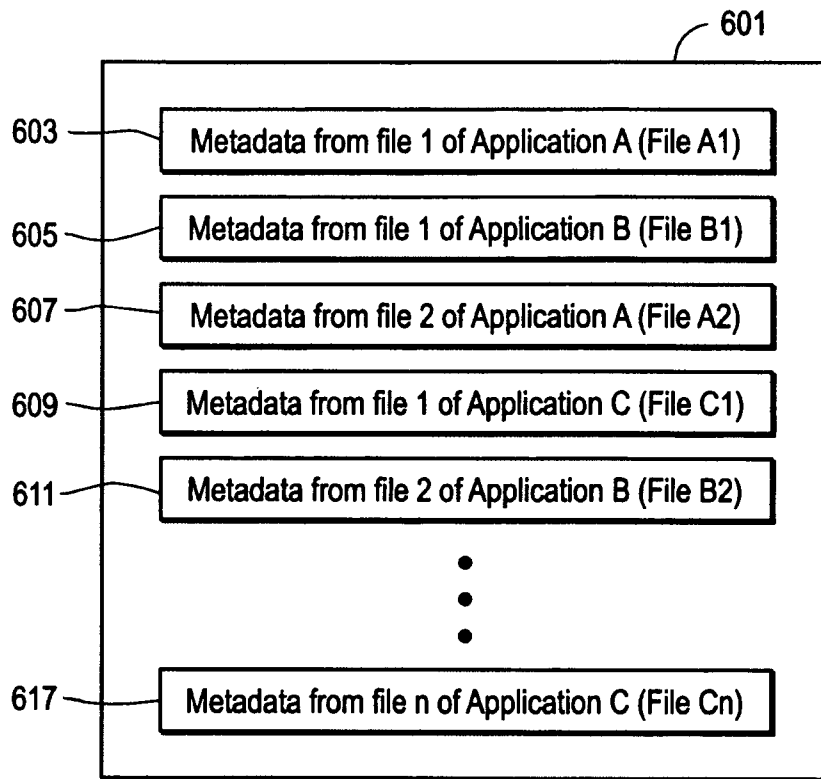 601
603
Metadata from file 1 of Application A (File A1)
605
Metadata from file 1 of Application B (File B1)
607
Metadata from file 2 of Application A (File A2)
609
Metadata from file 1 of Application C (File C1)
611
Metadata from file 2 of Application B (File B2)
617
Metadata from file n of Application C (File Cn)